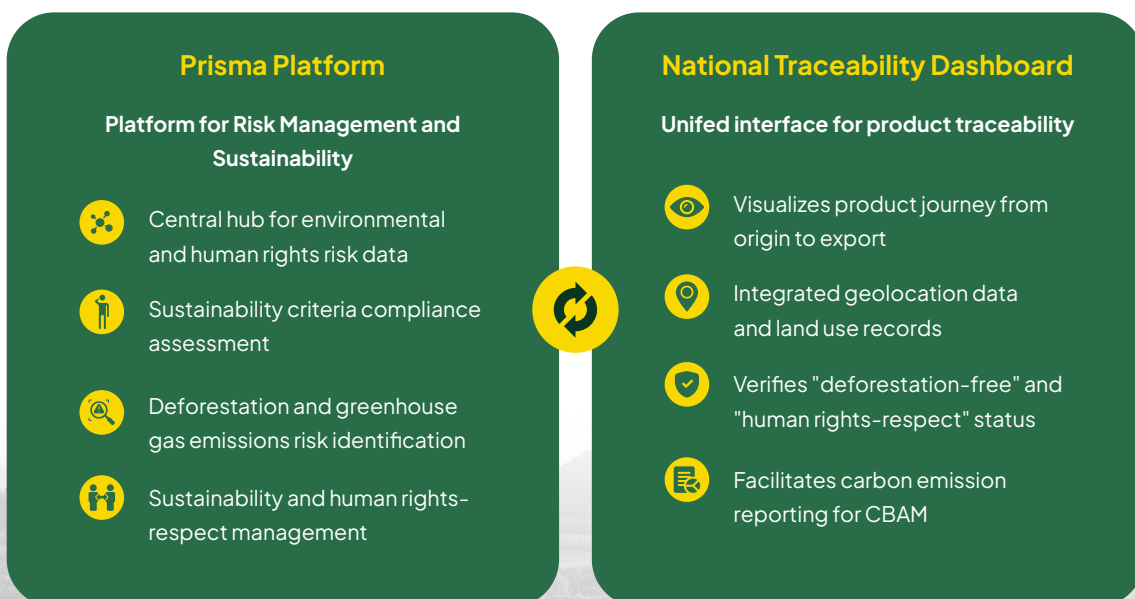 Prisma Platform
Platform for Risk Management and
Sustainability
Central hub for environmental
and human rights risk data
Sustainability criteria compliance
assessment
Deforestation and greenhouse
gas emissions risk identification
Sustainability and human rights-
respect management
National Traceability Dashboard
Unifed interface for product traceability
Visualizes product journey from
origin to export
Integrated geolocation data
and land use records
Verifies "deforestation-free" and
"human rights-respect" status
Facilitates carbon emission
reporting for CBAM